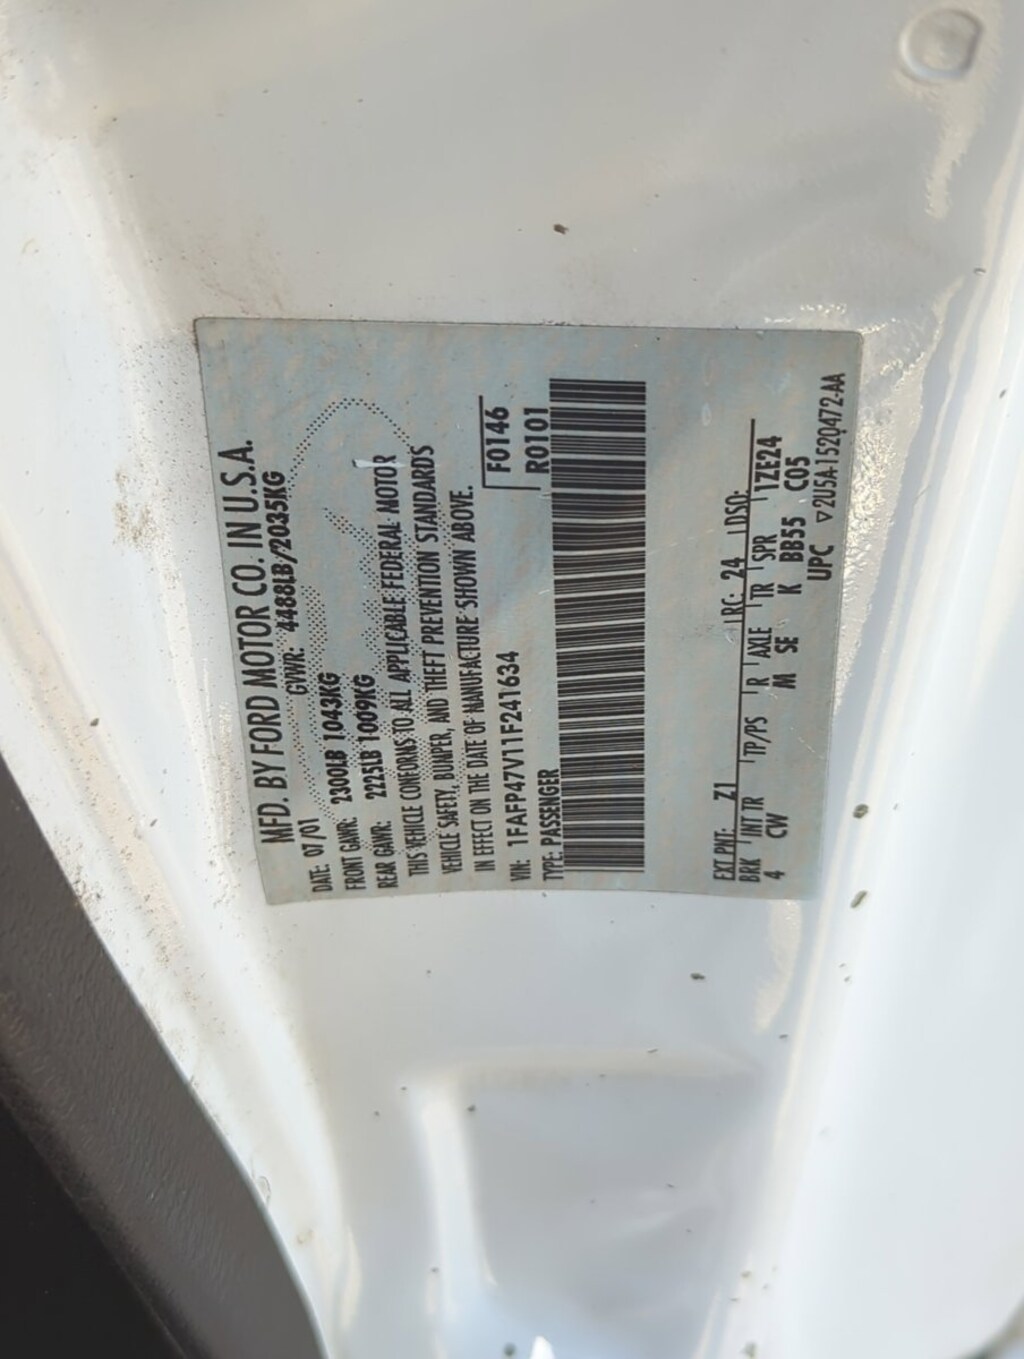 MFD. BY FORD MOTOR CO. IN U.S.A.
DATE: 07/01 GVWR: 4488LB/2035KG
FRONT GAWR: 2300LB 1043KG
REAR GAWR: 2225LB 1009KG
THIS VEHICLE CONFORMS TO ALL APPLICABLE FEDERAL MOTOR
VEHICLE SAFETY, BUMPER, AND THEFT PREVENTION STANDARDS
IN EFFECT ON THE DATE OF MANUFACTURE SHOWN ABOVE.
VIN: 1FAFP47V11F241634 F0146
TYPE: PASSENGER R0101
EXT PNT: Z1 RC: 24 DSO:
BRK INT TR TP/PS R AXLE TR SPR 1ZE24
4 CW M SE K BB55 C05
UPC ▽2U5A-1520472-AA